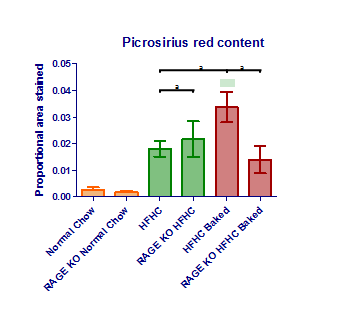 Picrosirius red content
Proportional area stained
0.05
0.04
0.03
0.02
0.01
0.00
a
a
a
Normal Chow
RAGE KO Normal Chow
HFHC
RAGE KO HFHC
HFHC Baked
RAGE KO HFHC Baked